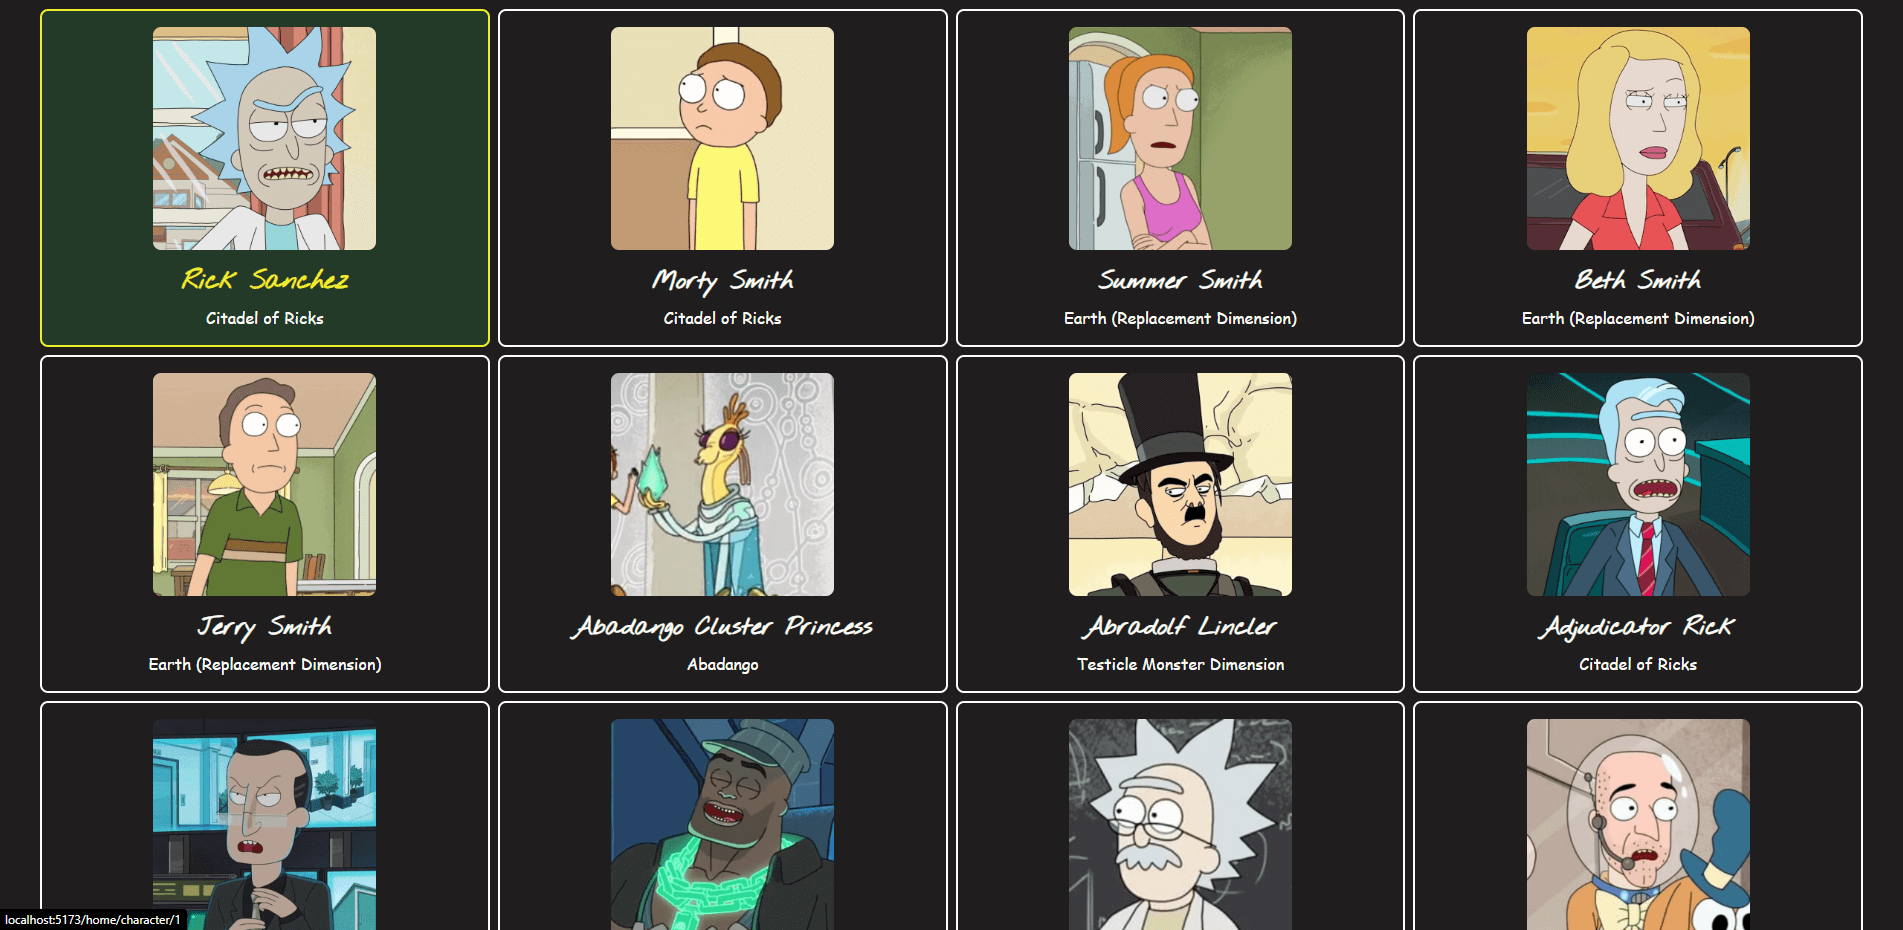 Rick Sanchez
Citadel of Ricks
Morty Smith
Citadel of Ricks
Summer Smith
Earth (Replacement Dimension)
Beth Smith
Earth (Replacement Dimension)
Jerry Smith
Earth (Replacement Dimension)
Abadango Cluster Princess
Abadango
Abradolf Lincler
Testicle Monster Dimension
Adjudicator Rick
Citadel of Ricks
localhost:5173/home/character/1